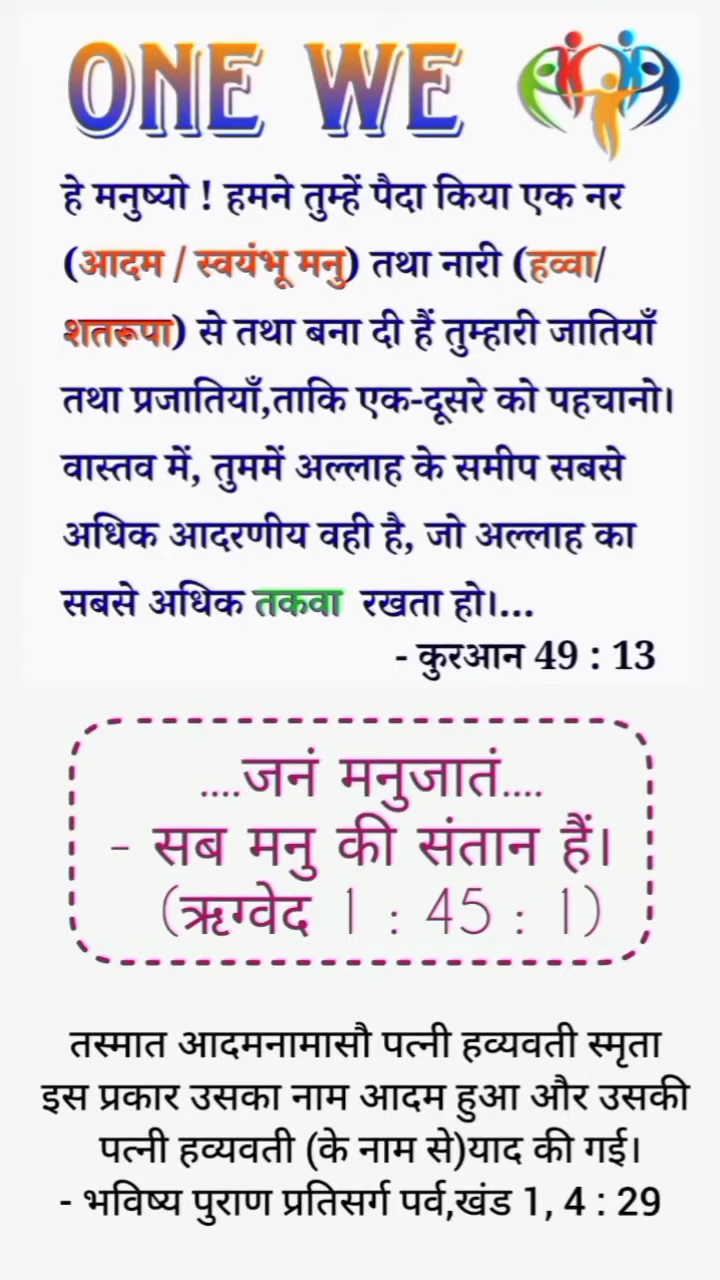 ONE WE
हे मनुष्यो ! हमने तुम्हें पैदा किया एक नर
(आदम / स्वयंभू मनु) तथा नारी (हव्वा/
शतरूपा) से तथा बना दी हैं तुम्हारी जातियाँ
तथा प्रजातियाँ,ताकि एक-दूसरे को पहचानो।
वास्तव में, तुममें अल्लाह के समीप सबसे
अधिक आदरणीय वही है, जो अल्लाह का
सबसे अधिक तकवा रखता हो।...
- कुरआन 49 : 13
....जनं मनुजातं....
- सब मनु की संतान हैं।
(ऋग्वेद 1 : 45 : 1)
तस्मात आदमनामासौ पत्नी हव्यवती स्मृता
इस प्रकार उसका नाम आदम हुआ और उसकी
पत्नी हव्यवती (के नाम से)याद की गई।
- भविष्य पुराण प्रतिसर्ग पर्व,खंड 1, 4 : 29